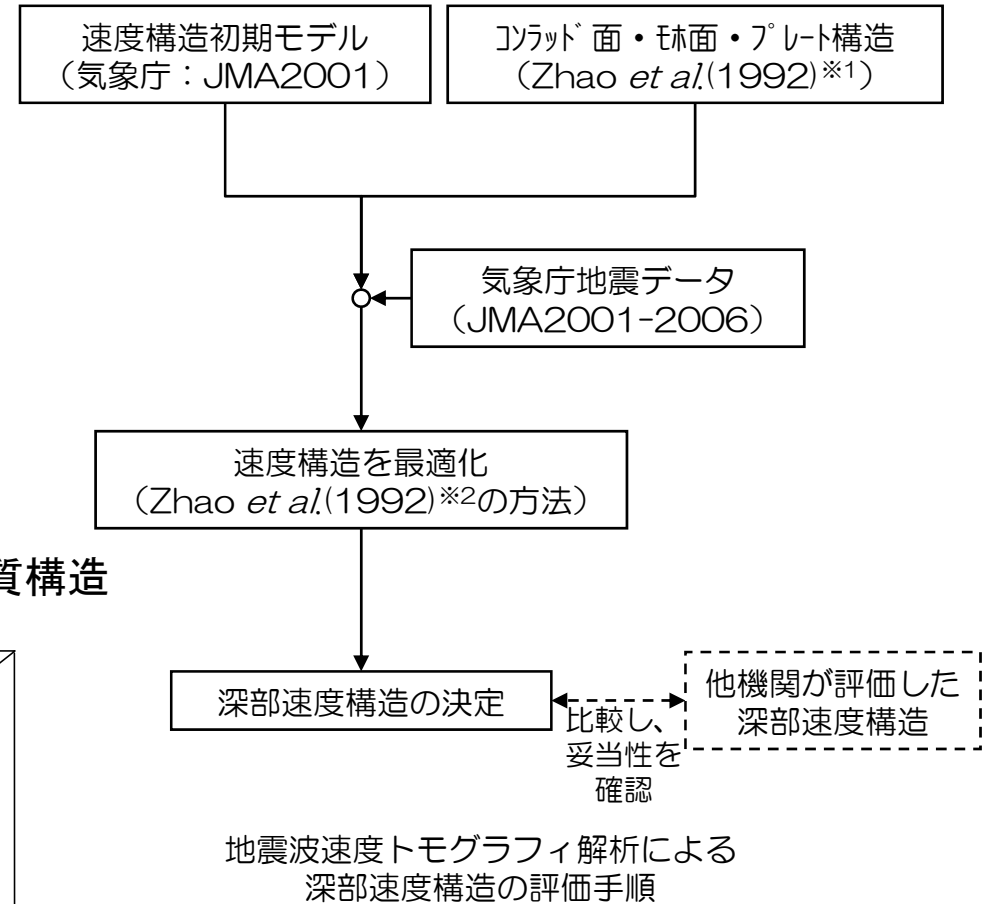 速度構造初期モデル
（気象庁：JMA2001）
ｺﾝﾗｯﾄﾞ面・ﾓﾎ面・ﾌﾟﾚｰﾄ構造
（Zhao et al.(1992)※1）
気象庁地震データ
（JMA2001-2006）
速度構造を最適化
（Zhao et al.(1992)※2の方法）
質構造
深部速度構造の決定
他機関が評価した
深部速度構造
比較し、
妥当性を
確認
地震波速度トモグラフィ解析による
深部速度構造の評価手順